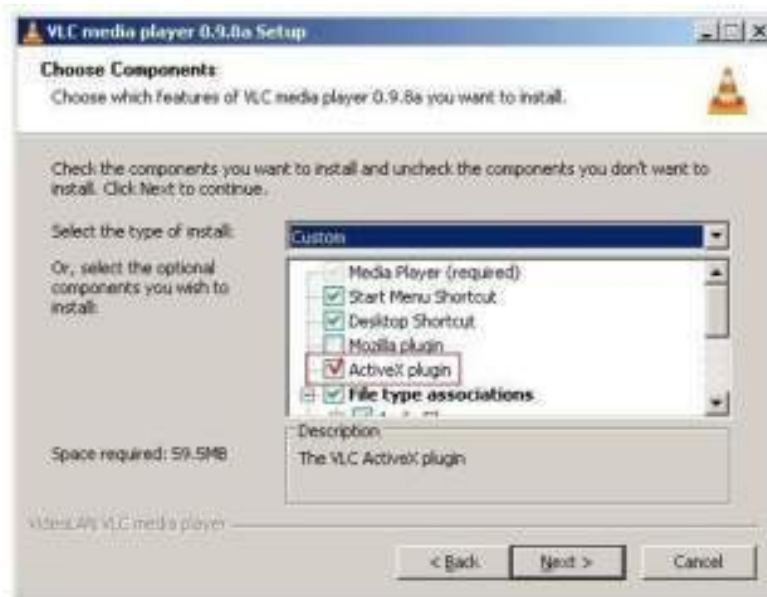 VLC media player 0.9.8a Setup
Choose Components
Choose which features of VLC media player 0.9.8a you want to install.
Check the components you want to install and uncheck the components you don't want to
install. Click Next to continue.
Select the type of install:
Custom
Or, select the optional
components you wish to
install:
Media Player (required)
Start Menu Shortcut
Desktop Shortcut
Mozilla plugin
ActiveX plugin
File type associations
Space required: 59.5MB
Description
The VLC ActiveX plugin
VideoLAN VLC media player
< Back
Next >
Cancel